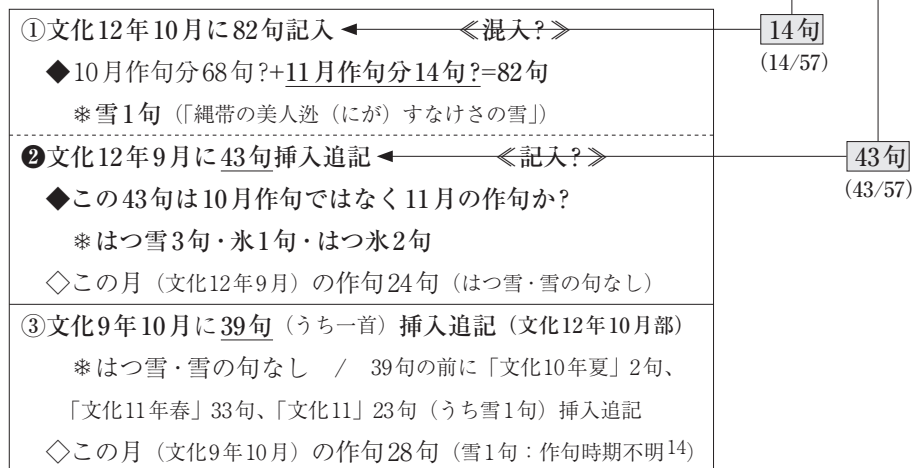 ①文化12年10月に82句記入 ◀ ≪混入?≫ 14句
(14/57)
◆10月作句分68句?+11月作句分14句?=82句
＊雪1句（「縄帯の美人迯（にが）すなけさの雪」）
❷文化12年9月に43句挿入追記 ◀ ≪記入?≫ 43句
(43/57)
◆この43句は10月作句ではなく11月の作句か?
＊はつ雪3句・氷1句・はつ氷2句
◇この月（文化12年9月）の作句24句（はつ雪・雪の句なし）
③文化9年10月に39句（うち一首）挿入追記（文化12年10月部）
＊はつ雪・雪の句なし / 39句の前に「文化10年夏」2句、
「文化11年春」33句、「文化11」23句（うち雪1句）挿入追記
◇この月（文化9年10月）の作句28句（雪1句：作句時期不明14）